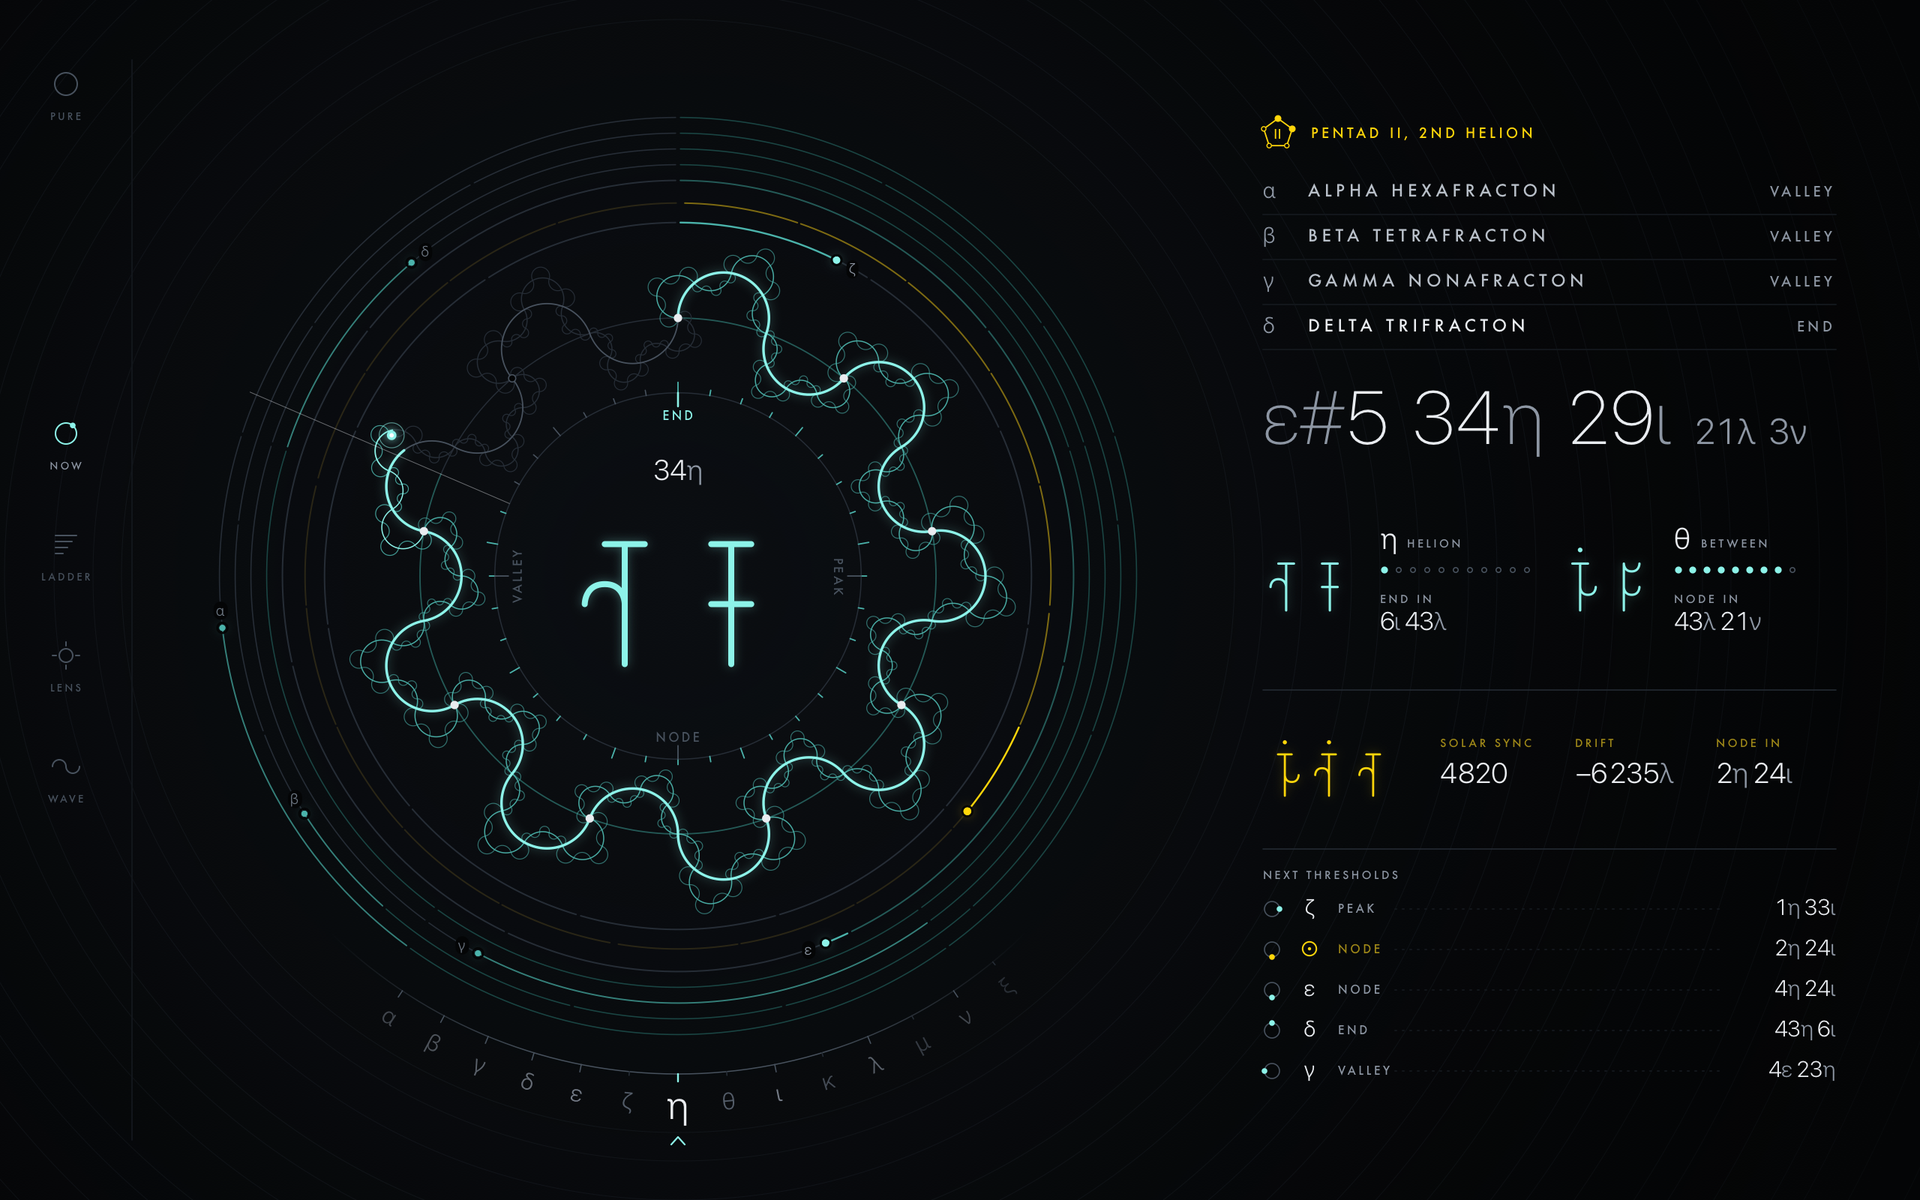 PURE
NOW
LADDER
LENS
WAVE
δ
ζ
α
β
γ
ε
END
34η
VALLEY
PEAK
NODE
α β γ δ ε ζ η θ ι κ λ μ ν ξ
II PENTAD II, 2ND HELION
α ALPHA HEXAFRACTON VALLEY
β BETA TETRAFRACTON VALLEY
γ GAMMA NONAFRACTON VALLEY
δ DELTA TRIFRACTON END
ε#5 34η 29ι 21λ 3ν
η HELION
END IN
6ι 43λ
θ BETWEEN
NODE IN
43λ 21ν
SOLAR SYNC
4820
DRIFT
−6235λ
NODE IN
2η 24ι
NEXT THRESHOLDS
ζ PEAK 1η 33ι
NODE 2η 24ι
ε NODE 4η 24ι
δ END 43η 6ι
γ VALLEY 4ε 23η